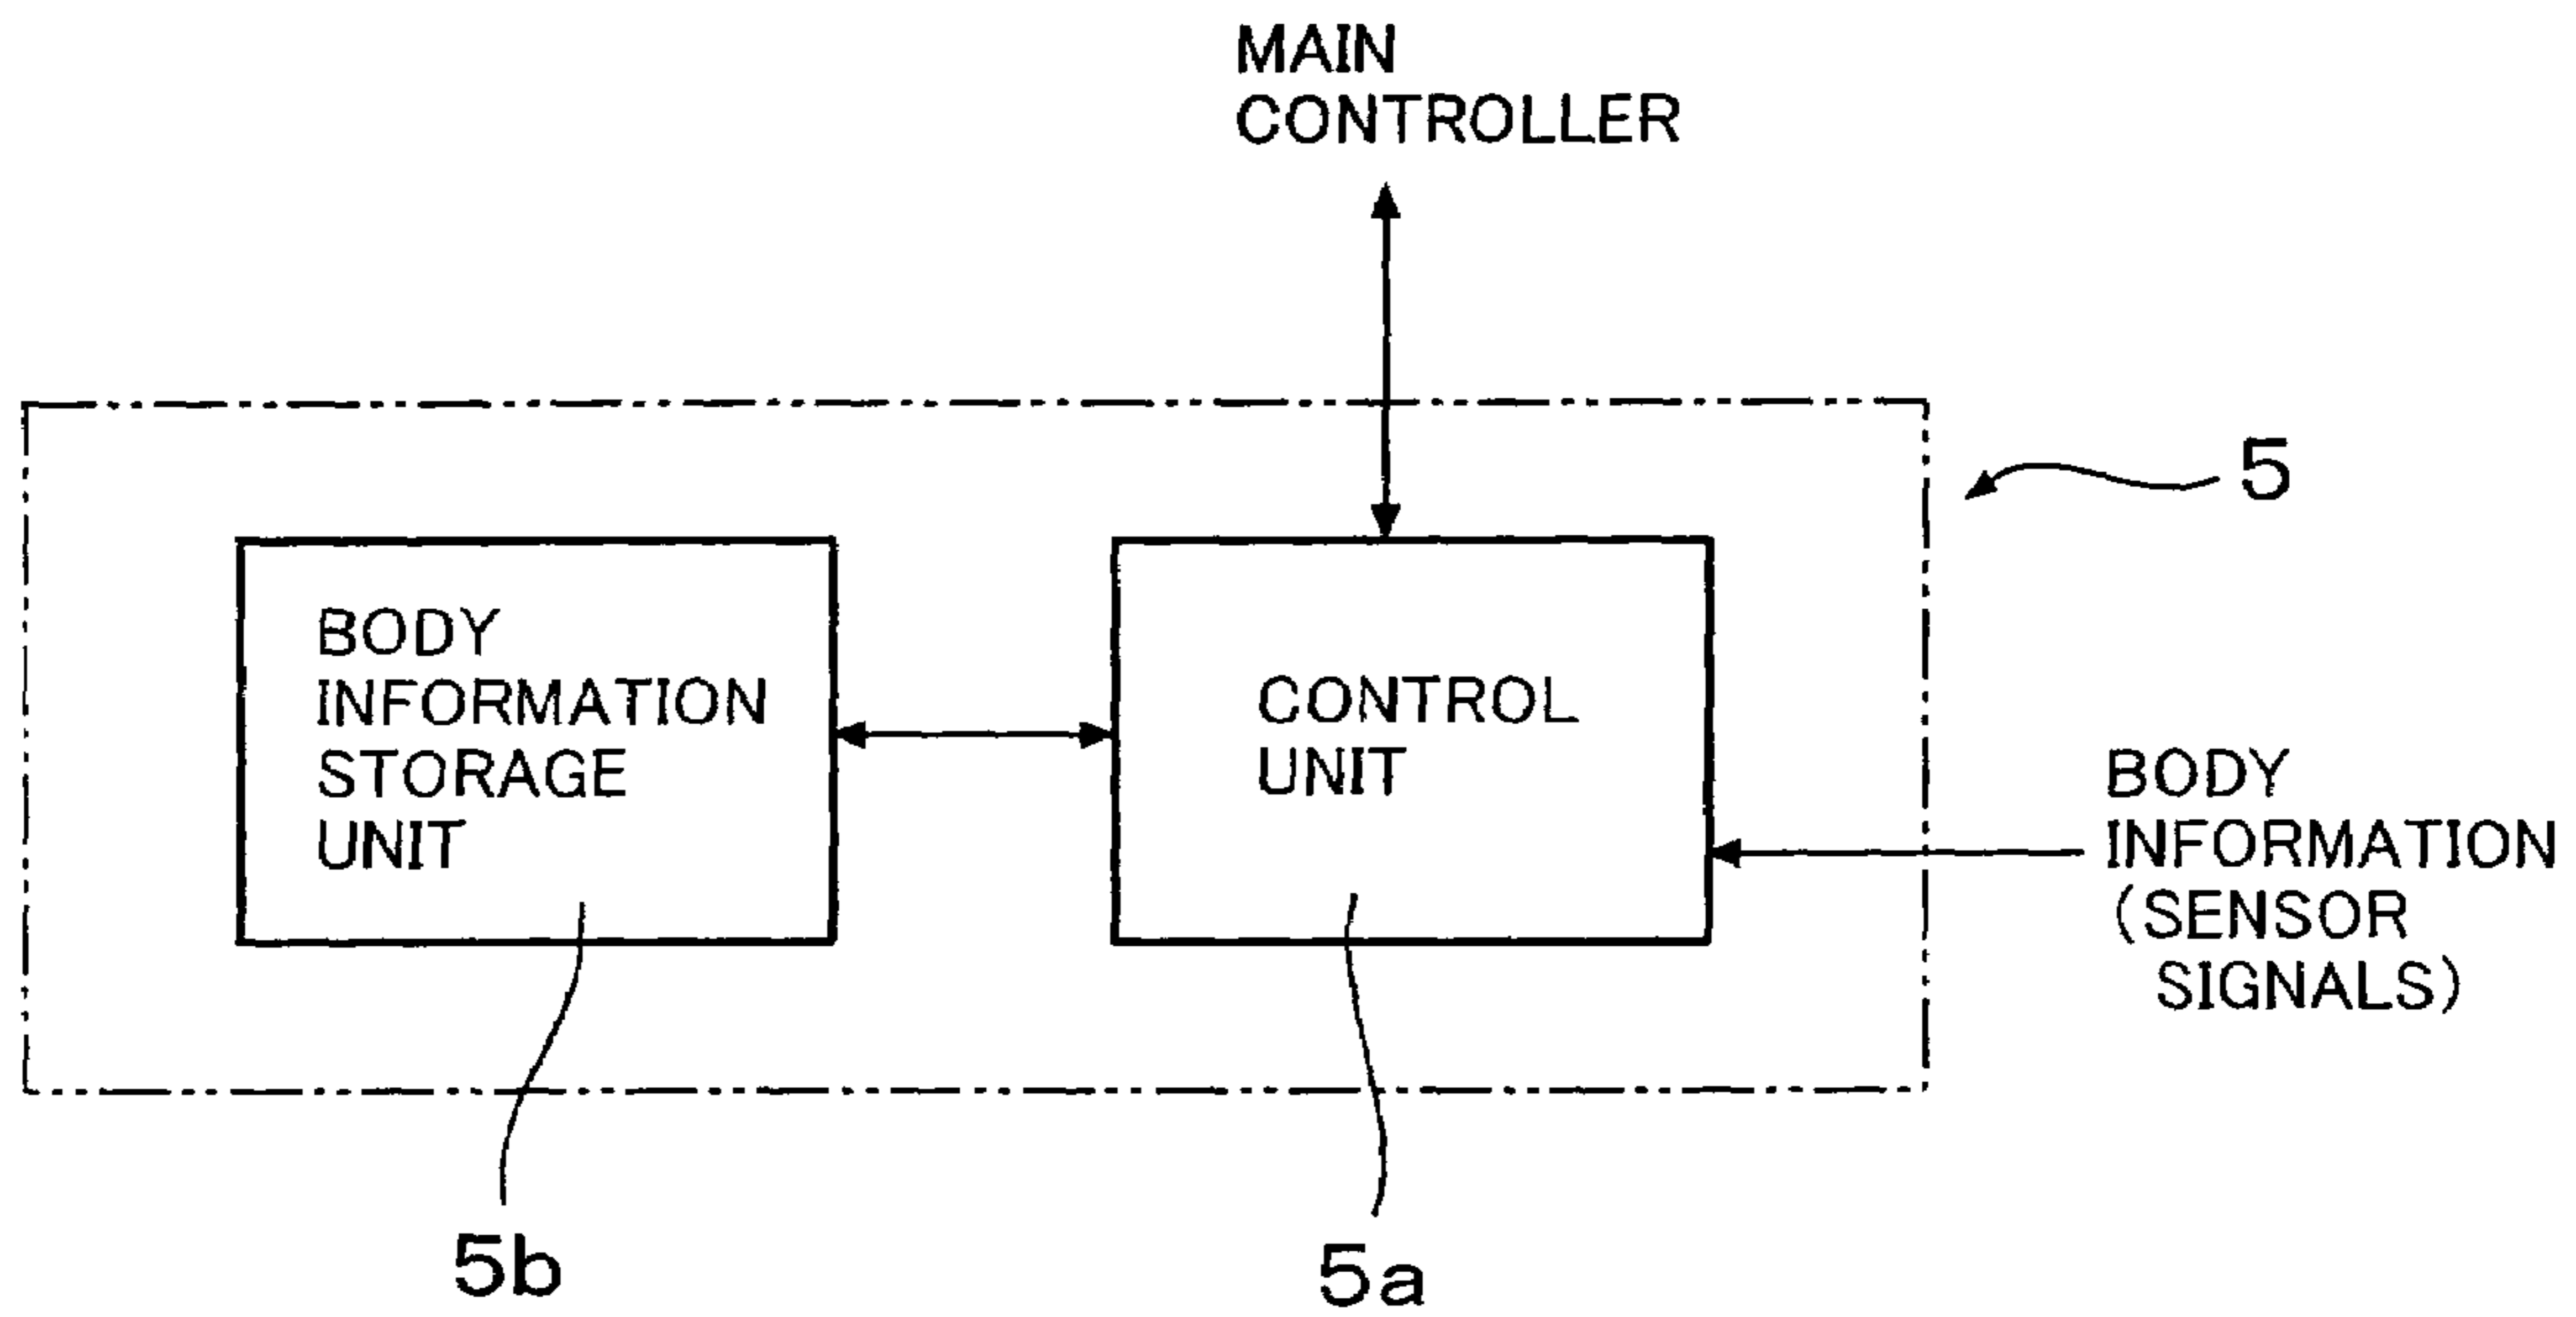 MAIN
CONTROLLER
5
BODY
INFORMATION
STORAGE
UNIT
CONTROL
UNIT
BODY
INFORMATION
(SENSOR
SIGNALS)
5b
5a